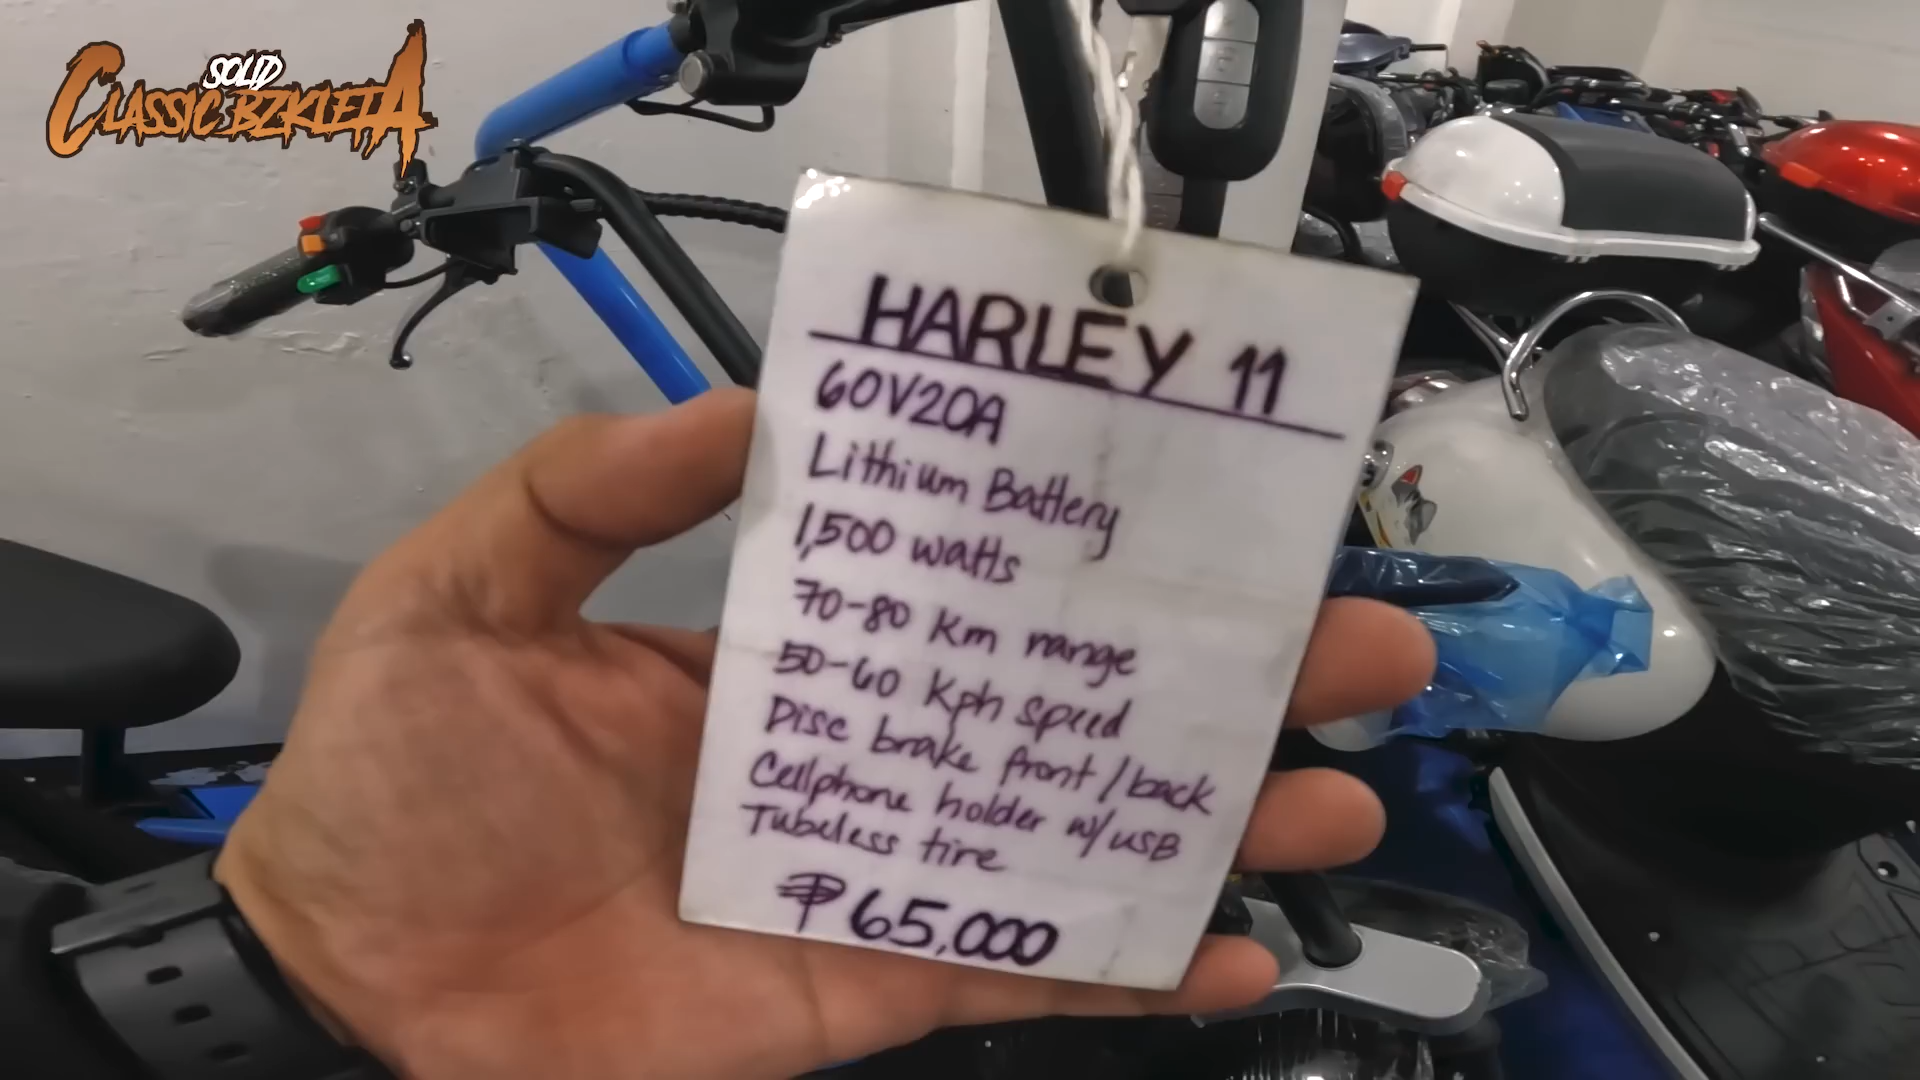 SOLID
CLASSIC BZKLETA
HARLEY 11
60V20A
Lithium Battery
1,500 watts
70-80 Km range
50-60 Kph speed
Disc brake front/back
Cellphone holder w/USB
Tubeless tire
₱65,000